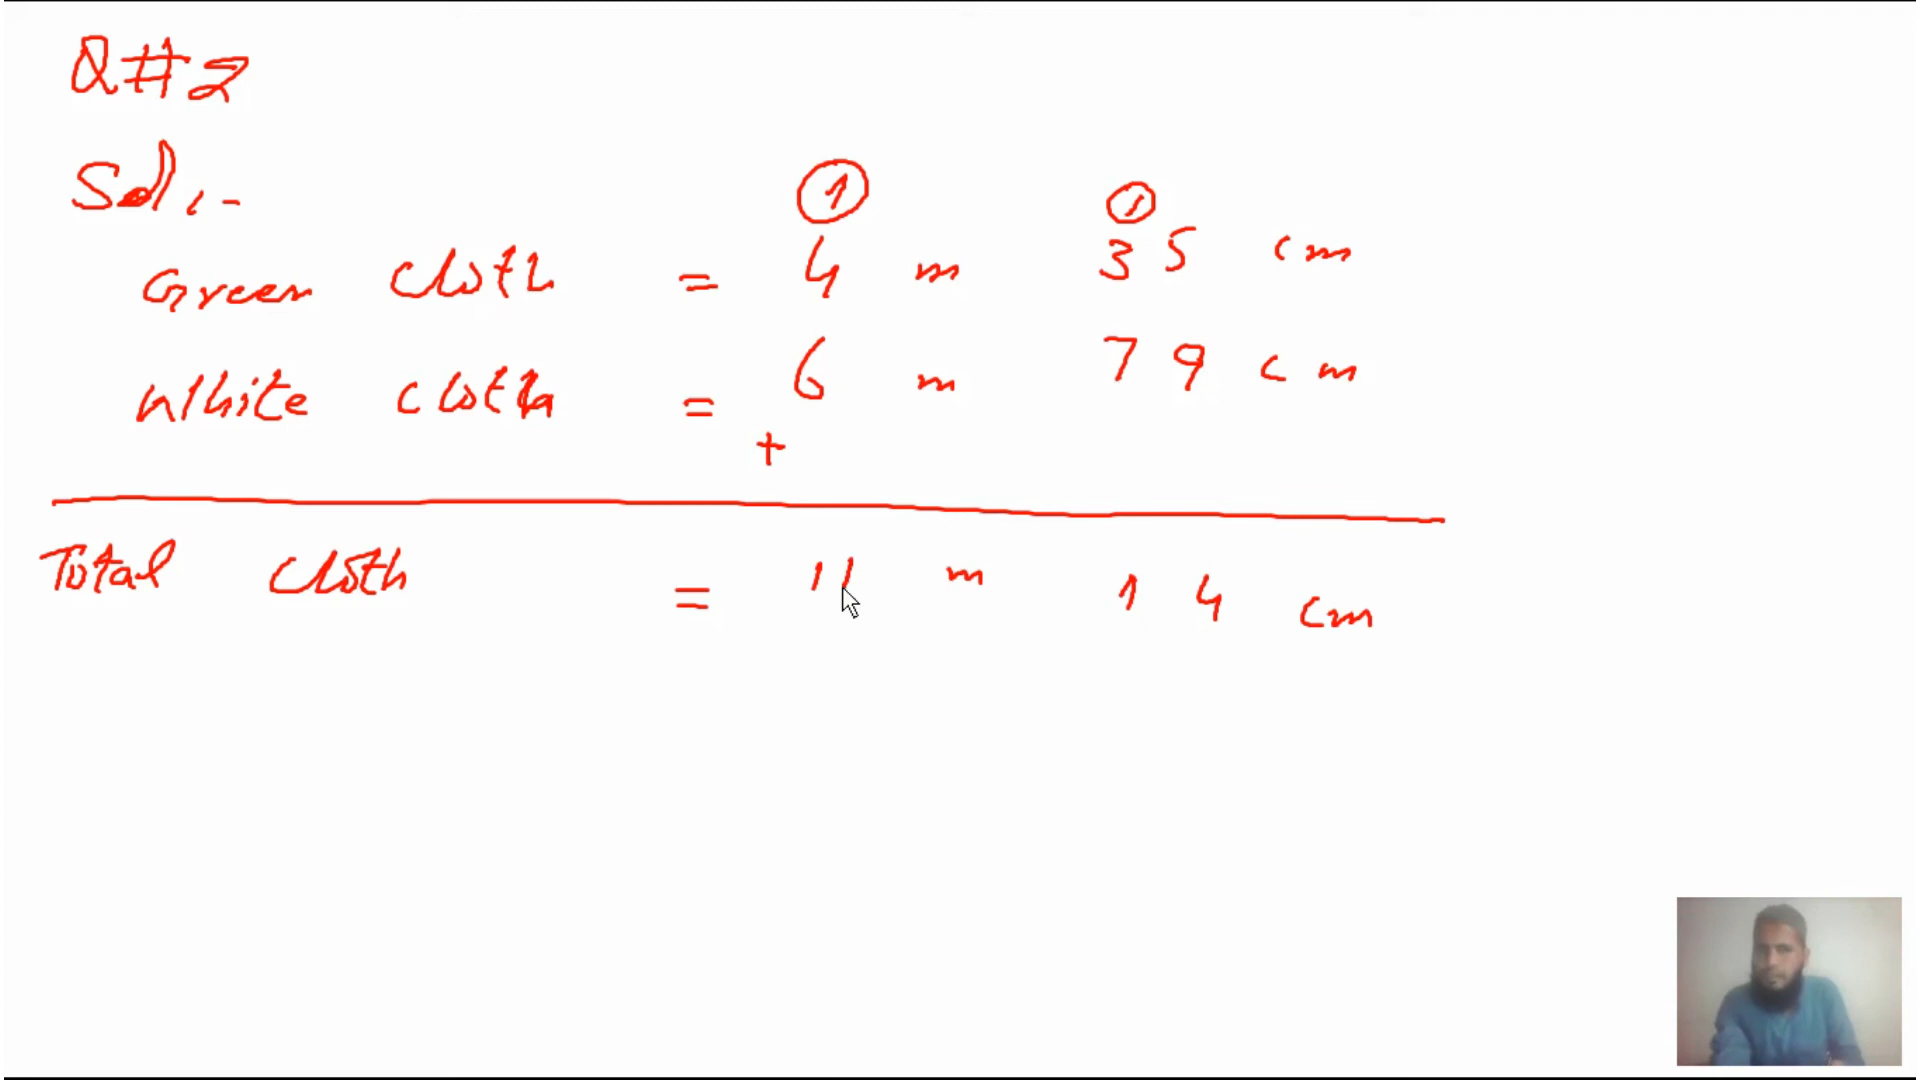 Q#2
Sol:-
1 1
Green cloth = 4 m 35 cm
White cloth = 6 m 79 cm
+
Total cloth = 11 m 14 cm